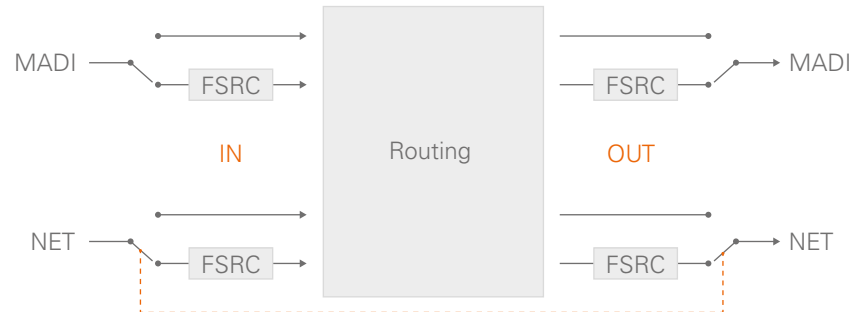 MADI
FSRC
FSRC
MADI
IN
Routing
OUT
NET
FSRC
FSRC
NET